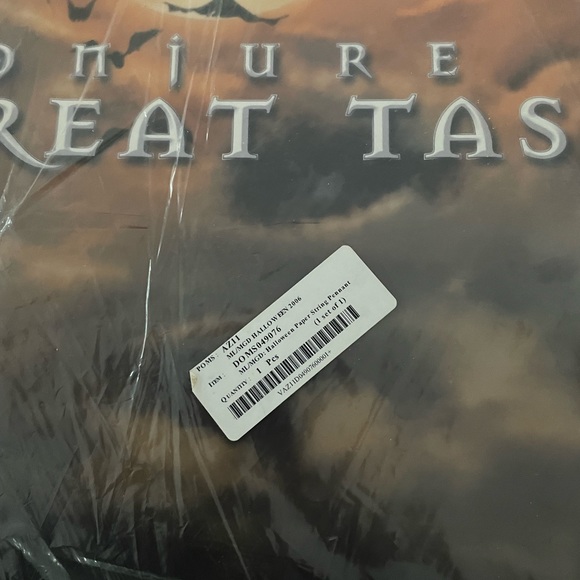 onjURE
REAT TAS
POMS AZ11
ML/MGD HALLOWEEN 2006
ITEM : DOMS049076
ML/MGD: Halloween Paper String Pennant
(1 set of 1)
QUANTITY 1 Pcs